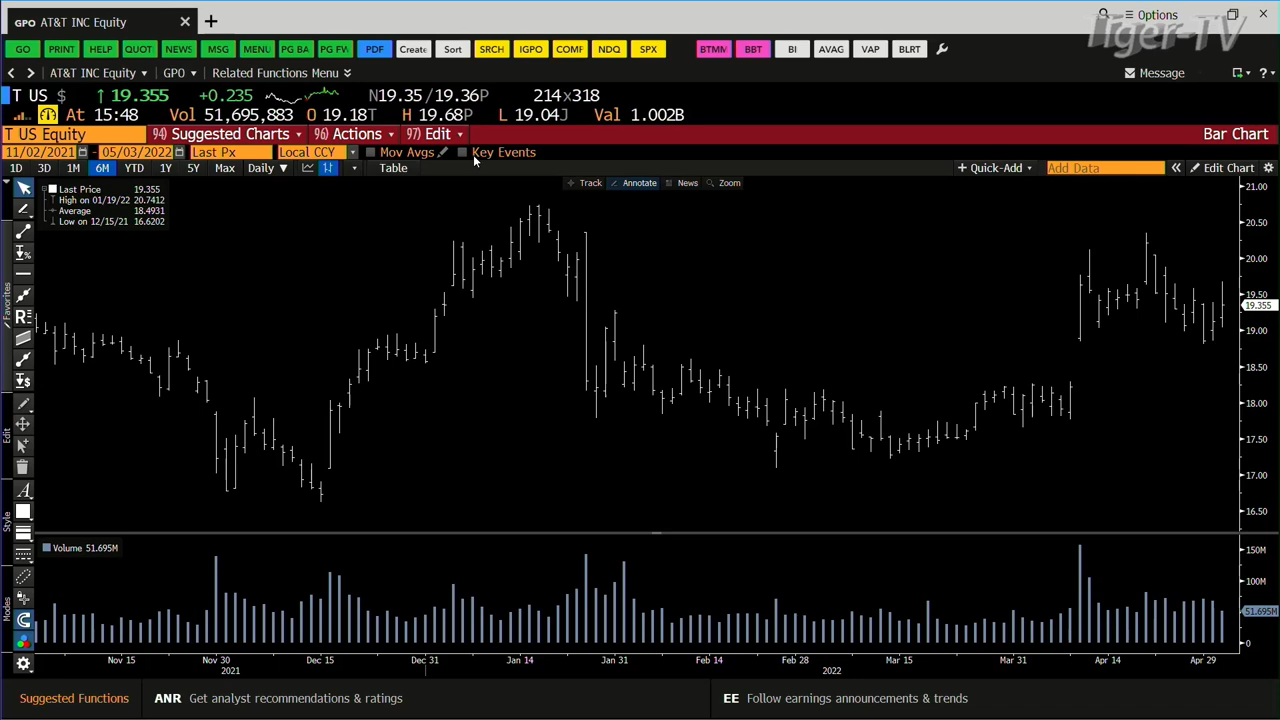 GPO AT&T INC Equity
Options
Tiger-TV
GO PRINT HELP QUOT NEWS MSG MENU PG BA PG FV PDF Create Sort SRCH IGPO COMF NDQ SPX BTMM BBT BI AVAG VAP BLRT
AT&T INC Equity GPO Related Functions Menu Message
T US $ 19.355 +0.235 N19.35/19.36P 214x318
At 15:48 Vol 51,695,883 O 19.18T H 19.68P L 19.04J Val 1.002B
T US Equity 94) Suggested Charts 96) Actions 97) Edit Bar Chart
11/02/2021 - 05/03/2022 Last Px Local CCY Mov Avgs Key Events
1D 3D 1M 6M YTD 1Y 5Y Max Daily Table Quick-Add Add Data Edit Chart
Track Annotate News Zoom
Last Price 19.355
High on 01/19/22 20.7412
Average 18.4931
Low on 12/15/21 16.6202
21.00
20.50
20.00
19.50
19.355
19.00
18.50
18.00
17.50
17.00
16.50
Favorites
Edit
Style
Modes
Volume 51.695M
150M
100M
51.695M
0
Nov 15 Nov 30 Dec 15 Dec 31 Jan 14 Jan 31 Feb 14 Feb 28 Mar 15 Mar 31 Apr 14 Apr 29
2021 2022
Suggested Functions ANR Get analyst recommendations & ratings EE Follow earnings announcements & trends